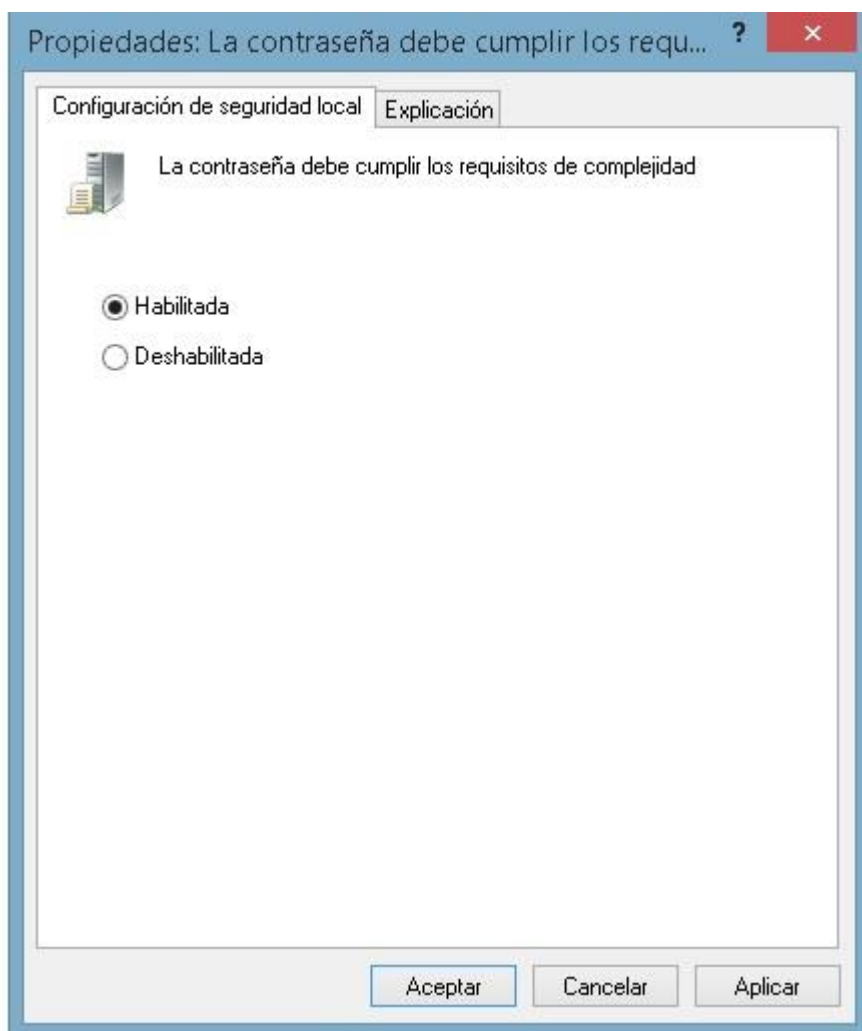 Propiedades: La contraseña debe cumplir los requ... ?
Configuración de seguridad local Explicación
La contraseña debe cumplir los requisitos de complejidad
Habilitada
Deshabilitada
Aceptar Cancelar Aplicar